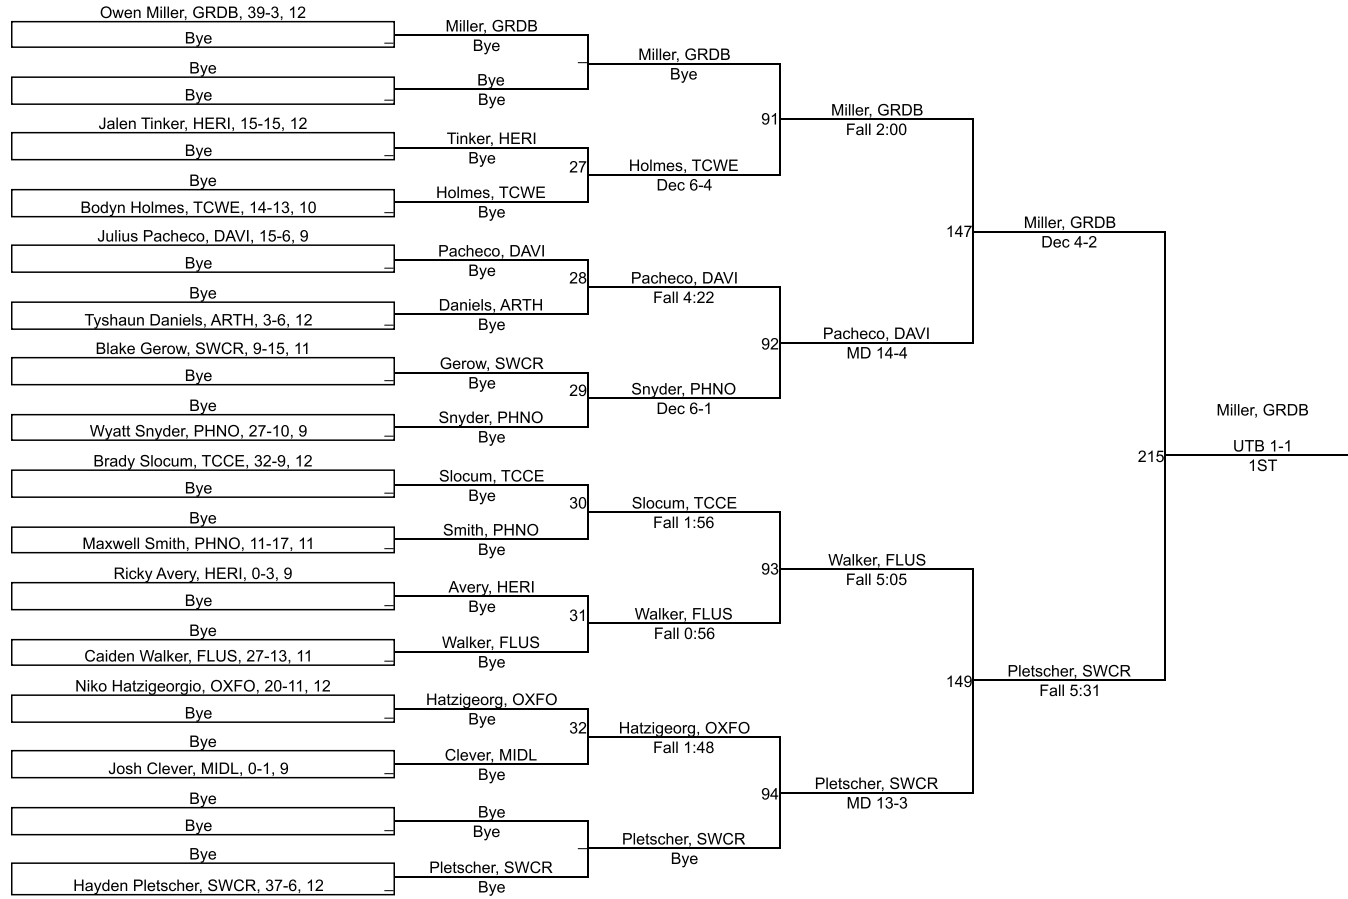 Owen Miller, GRDB, 39-3, 12
Bye
Bye
Bye
Jalen Tinker, HERI, 15-15, 12
Bye
Bye
Bodyn Holmes, TCWE, 14-13, 10
Julius Pacheco, DAVI, 15-6, 9
Bye
Bye
Tyshaun Daniels, ARTH, 3-6, 12
Blake Gerow, SWCR, 9-15, 11
Bye
Bye
Wyatt Snyder, PHNO, 27-10, 9
Brady Slocum, TCCE, 32-9, 12
Bye
Bye
Maxwell Smith, PHNO, 11-17, 11
Ricky Avery, HERI, 0-3, 9
Bye
Bye
Caiden Walker, FLUS, 27-13, 11
Niko Hatzigeorgio, OXFO, 20-11, 12
Bye
Bye
Josh Clever, MIDL, 0-1, 9
Bye
Bye
Bye
Hayden Pletscher, SWCR, 37-6, 12
Miller, GRDB
Bye
Bye
Bye
Tinker, HERI
Bye
27
Holmes, TCWE
Bye
Pacheco, DAVI
Bye
28
Daniels, ARTH
Bye
Gerow, SWCR
Bye
29
Snyder, PHNO
Bye
Slocum, TCCE
Bye
30
Smith, PHNO
Bye
Avery, HERI
Bye
31
Walker, FLUS
Bye
Hatzigeorg, OXFO
Bye
32
Clever, MIDL
Bye
Bye
Bye
Pletscher, SWCR
Bye
Miller, GRDB
Bye
91
Holmes, TCWE
Dec 6-4
Pacheco, DAVI
Fall 4:22
92
Snyder, PHNO
Dec 6-1
Slocum, TCCE
Fall 1:56
93
Walker, FLUS
Fall 0:56
Hatzigeorg, OXFO
Fall 1:48
94
Pletscher, SWCR
Bye
Miller, GRDB
Fall 2:00
147
Pacheco, DAVI
MD 14-4
Walker, FLUS
Fall 5:05
149
Pletscher, SWCR
MD 13-3
Miller, GRDB
Dec 4-2
215
Pletscher, SWCR
Fall 5:31
Miller, GRDB
UTB 1-1
1ST